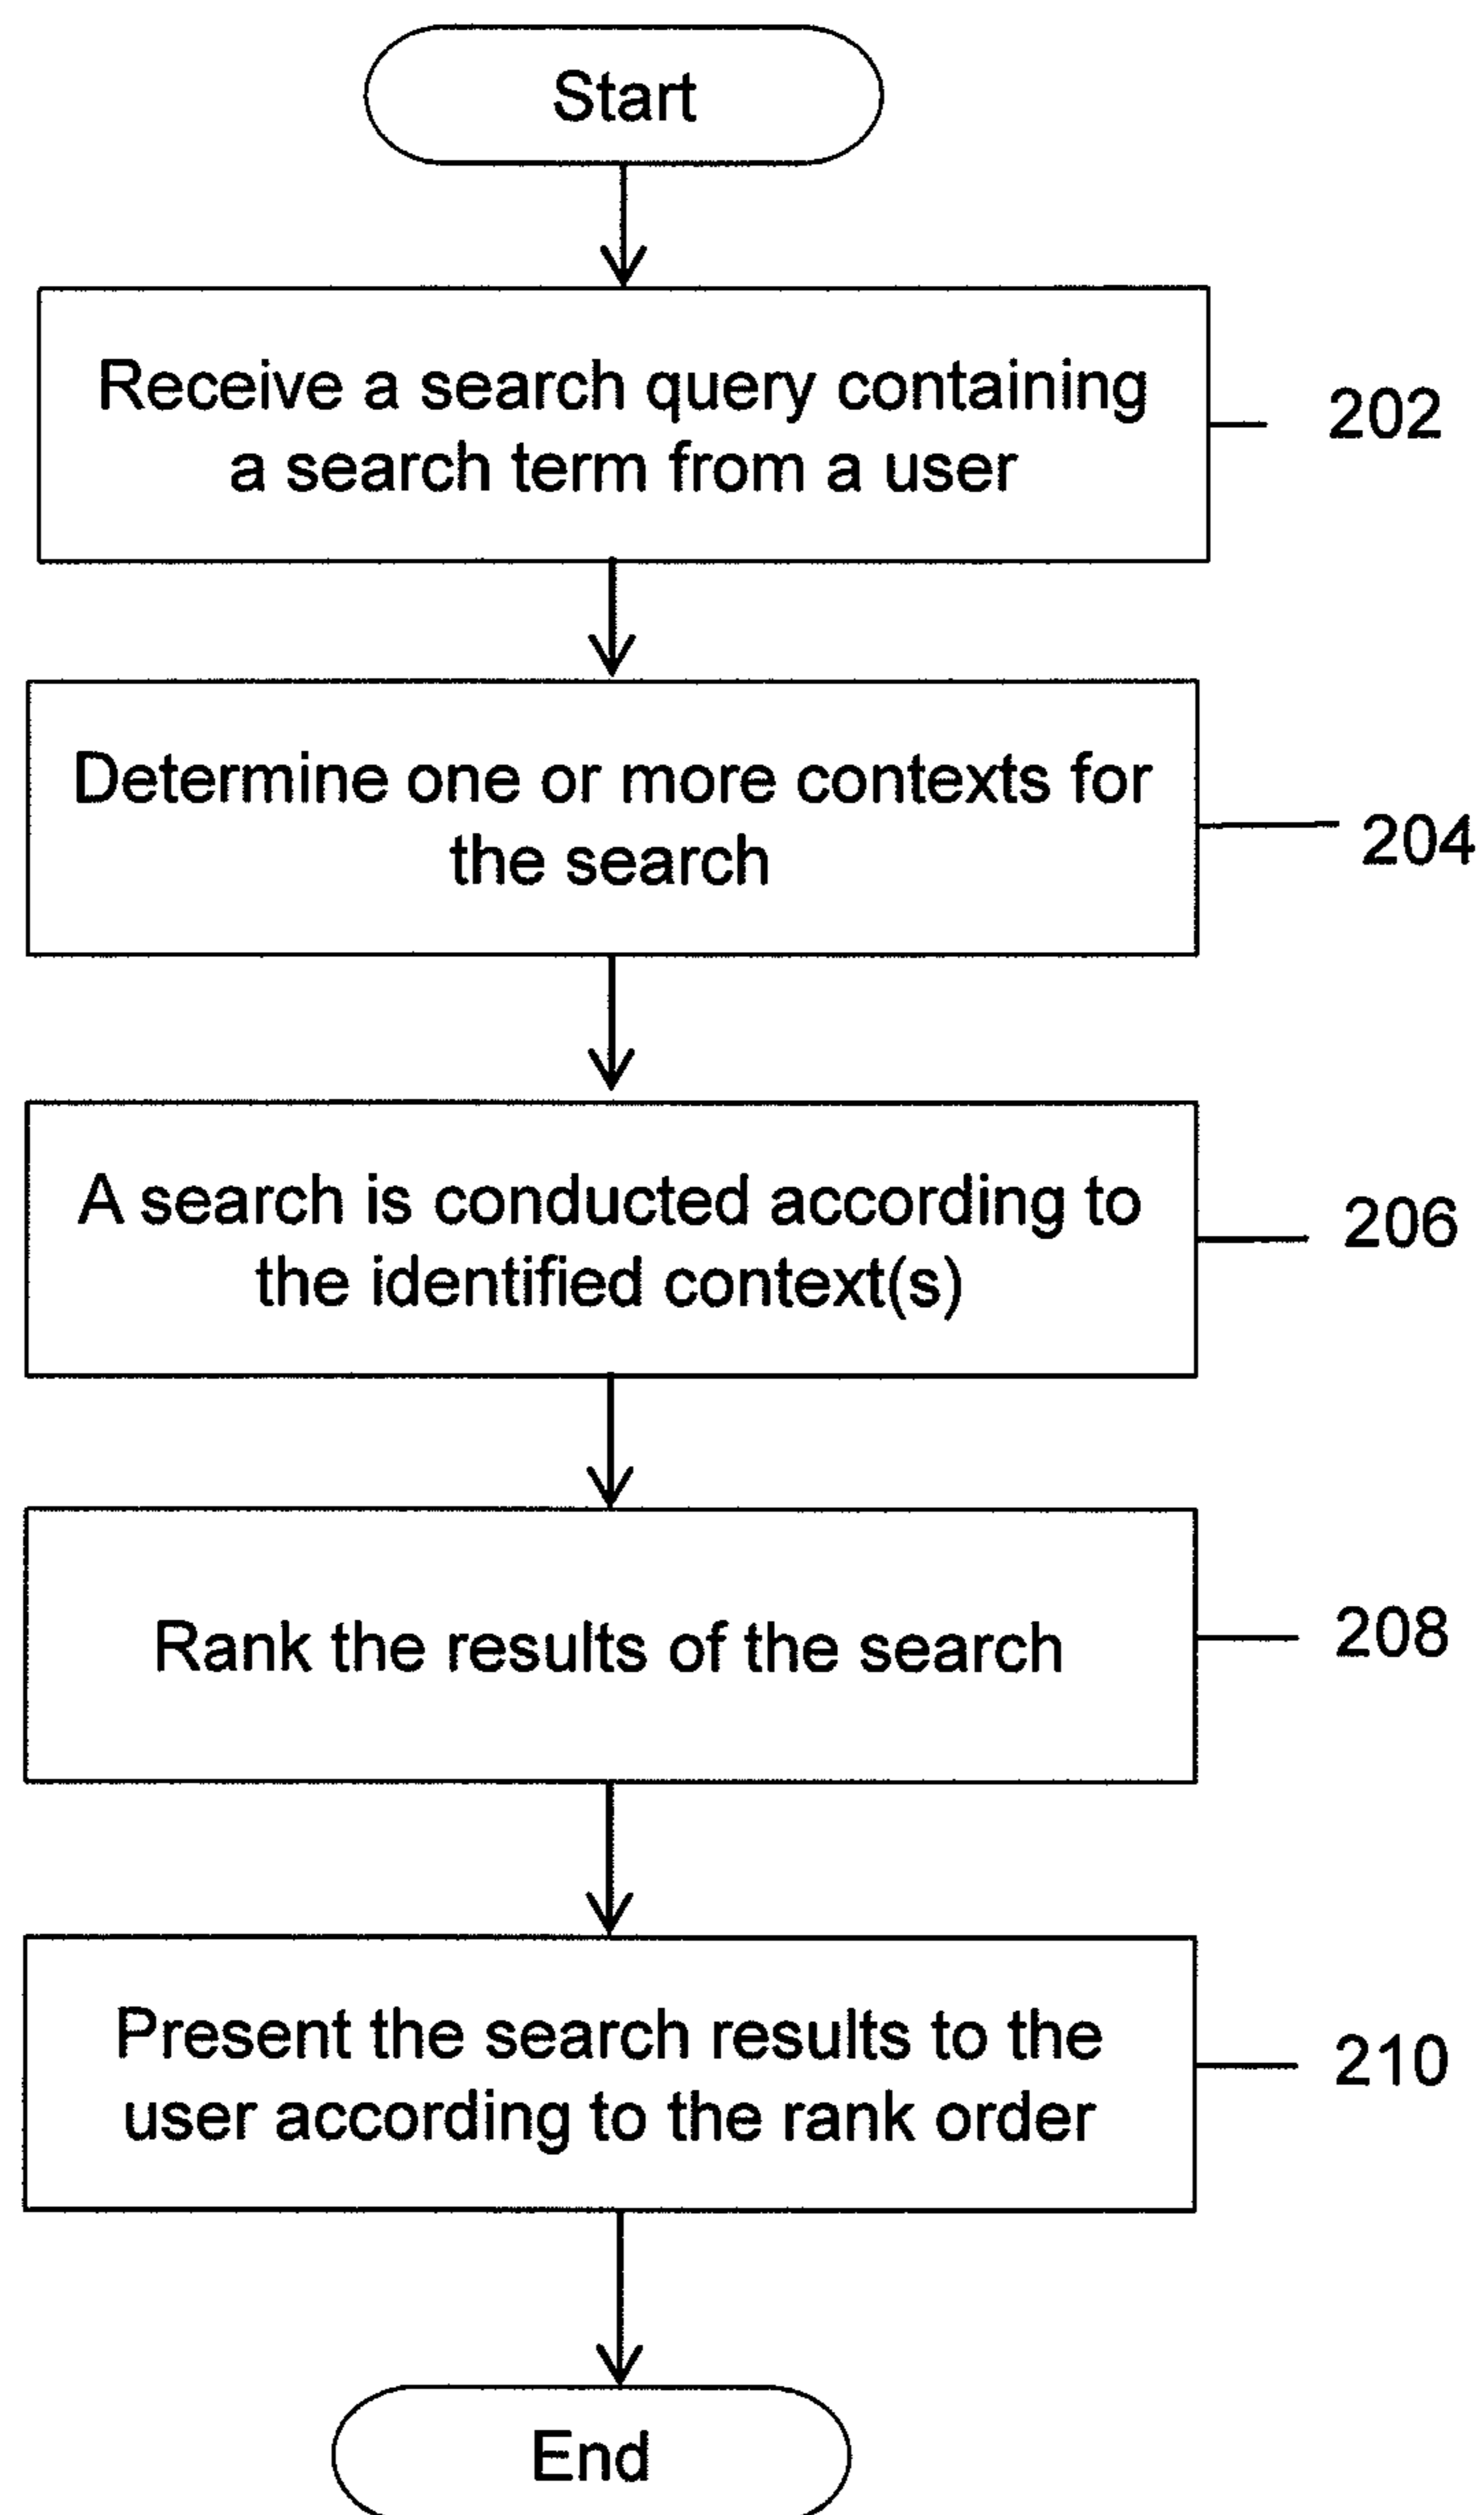 Start
Receive a search query containing
a search term from a user
202
Determine one or more contexts for
the search
204
A search is conducted according to
the identified context(s)
206
Rank the results of the search
208
Present the search results to the
user according to the rank order
210
End